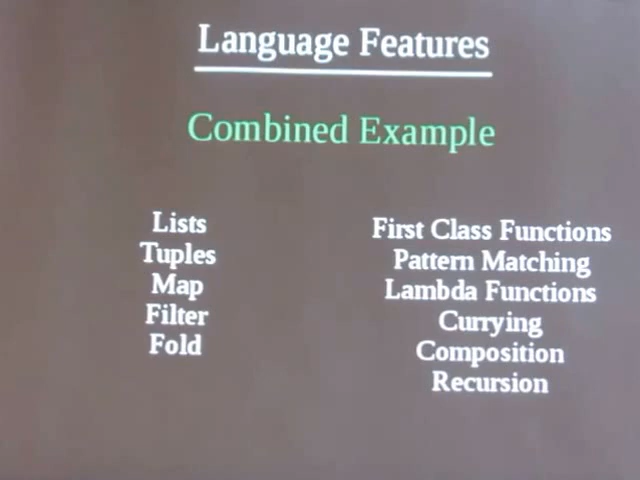 Language Features
Combined Example
Lists
Tuples
Map
Filter
Fold
First Class Functions
Pattern Matching
Lambda Functions
Currying
Composition
Recursion